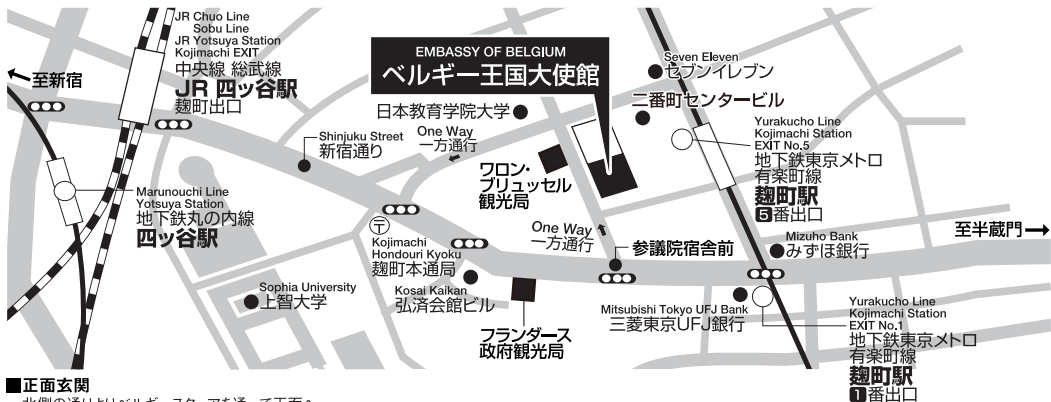 JR Chuo Line
Sobu Line
JR Yotsuya Station
Kojimachi EXIT
中央線 総武線
JR 四ッ谷駅
麹町出口
至新宿
EMBASSY OF BELGIUM
ベルギー王国大使館
Seven Eleven
セブンイレブン
二番町センタービル
日本教育学院大学
Shinjuku Street
新宿通り
One Way
一方通行
ワロン・
ブリュッセル
観光局
Yurakucho Line
Kojimachi Station
EXIT No.5
地下鉄東京メトロ
有楽町線
麹町駅
5番出口
Marunouchi Line
Yotsuya Station
地下鉄丸の内線
四ッ谷駅
〒
Kojimachi
Hondouri Kyoku
麹町本通局
One Way
一方通行
参議院宿舎前
Mizuho Bank
みずほ銀行
至半蔵門
Sophia University
上智大学
Kosai Kaikan
弘済会館ビル
フランダース
政府観光局
Mitsubishi Tokyo UFJ Bank
三菱東京UFJ銀行
Yurakucho Line
Kojimachi Station
EXIT No.1
地下鉄東京メトロ
有楽町線
麹町駅
1番出口
■正面玄関